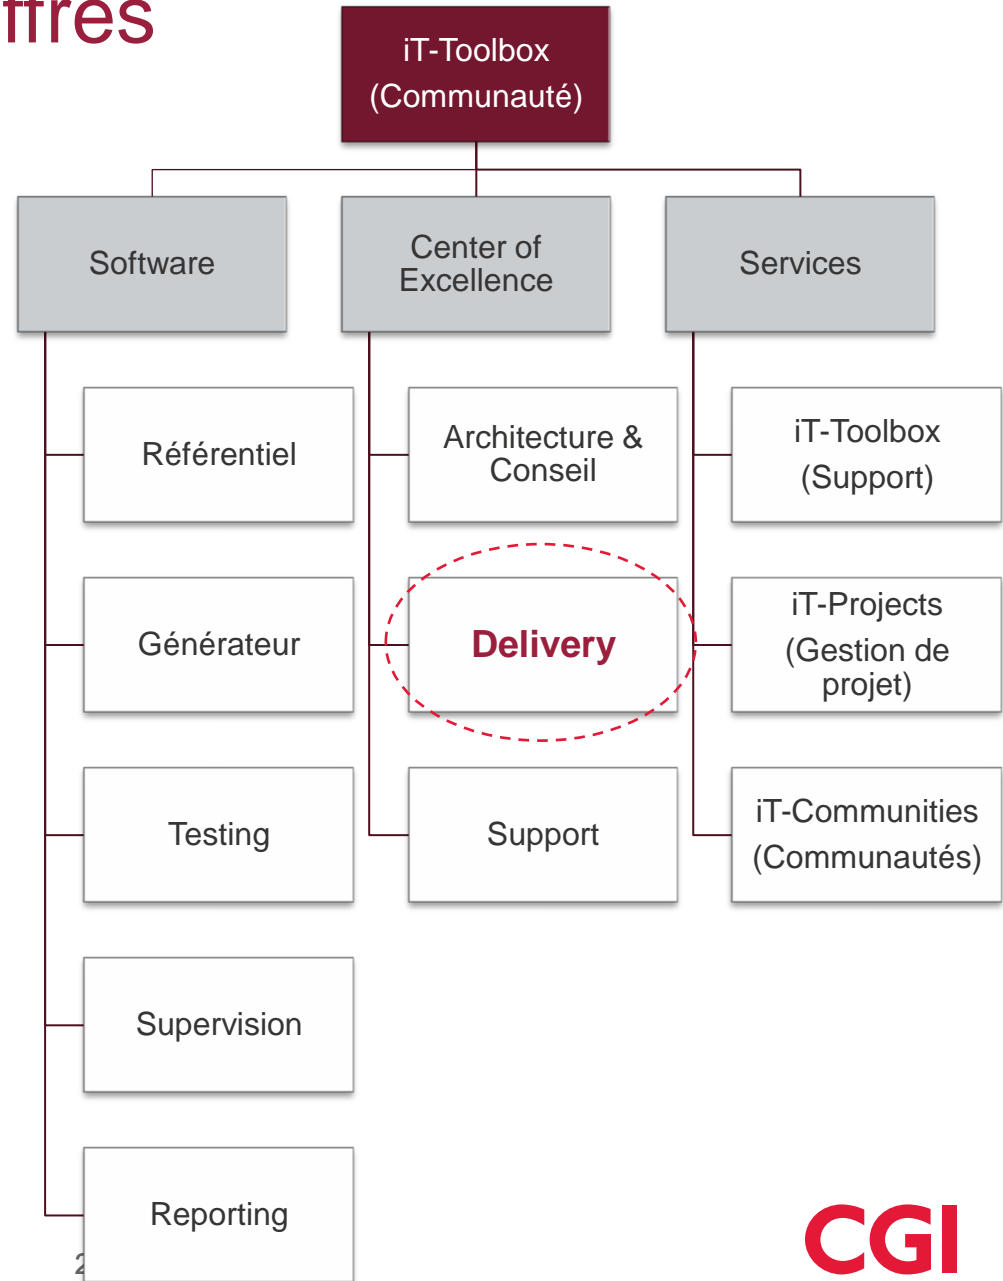 ffres
iT-Toolbox
(Communauté)
Software
Center of
Excellence
Services
Référentiel
Architecture &
Conseil
iT-Toolbox
(Support)
Générateur
Delivery
iT-Projects
(Gestion de
projet)
Testing
Support
iT-Communities
(Communautés)
Supervision
Reporting
2
CGI